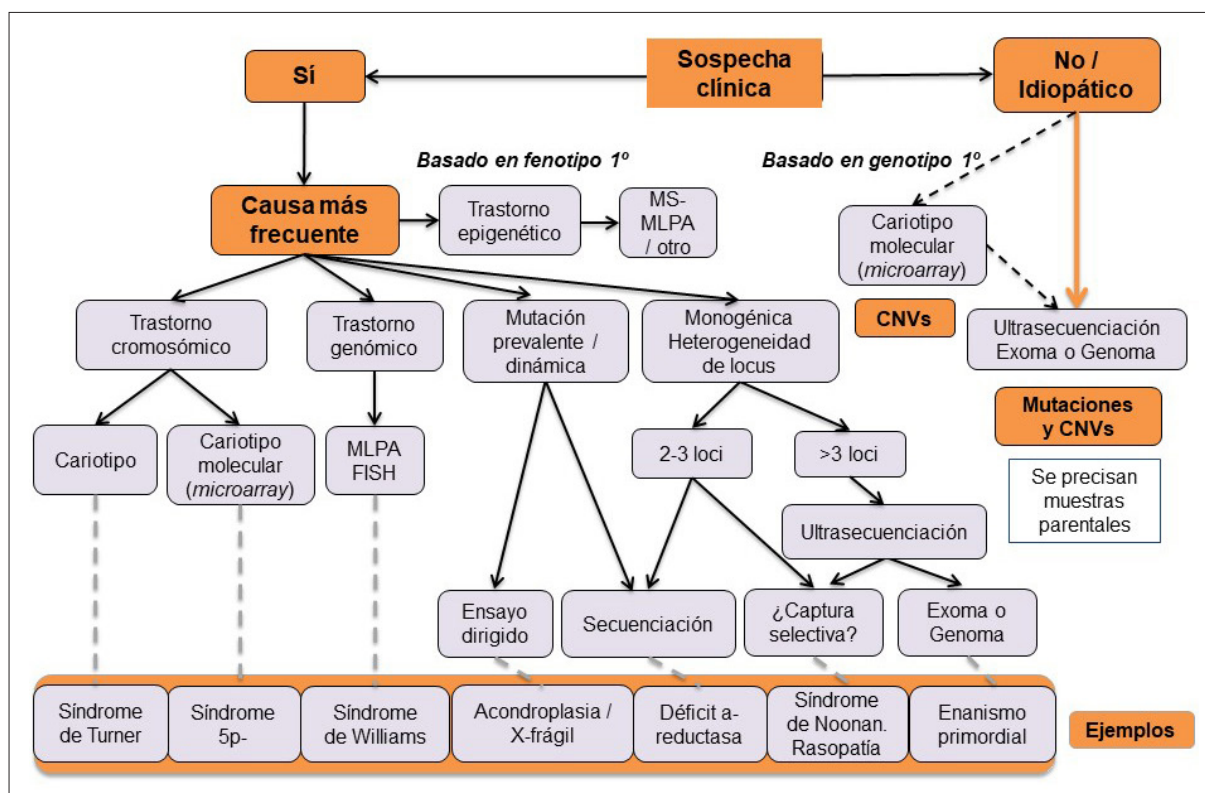 Sí
Sospecha
clínica
No /
Idiopático
Basado en fenotipo 1º
Basado en genotipo 1º
Causa más
frecuente
Trastorno
epigenético
MS-
MLPA
/ otro
Cariotipo
molecular
(microarray)
CNVs
Ultrasecuenciación
Exoma o Genoma
Mutaciones
y CNVs
Se precisan
muestras
parentales
Trastorno
cromosómico
Trastorno
genómico
Mutación
prevalente /
dinámica
Monogénica
Heterogeneidad
de locus
Cariotipo
Cariotipo
molecular
(microarray)
MLPA
FISH
2-3 loci
>3 loci
Ultrasecuenciación
Ensayo
dirigido
Secuenciación
¿Captura
selectiva?
Exoma o
Genoma
Síndrome
de Turner
Síndrome
5p-
Síndrome
de Williams
Acondroplasia /
X-frágil
Déficit a-
reductasa
Síndrome
de Noonan.
Rasopatía
Enanismo
primordial
Ejemplos